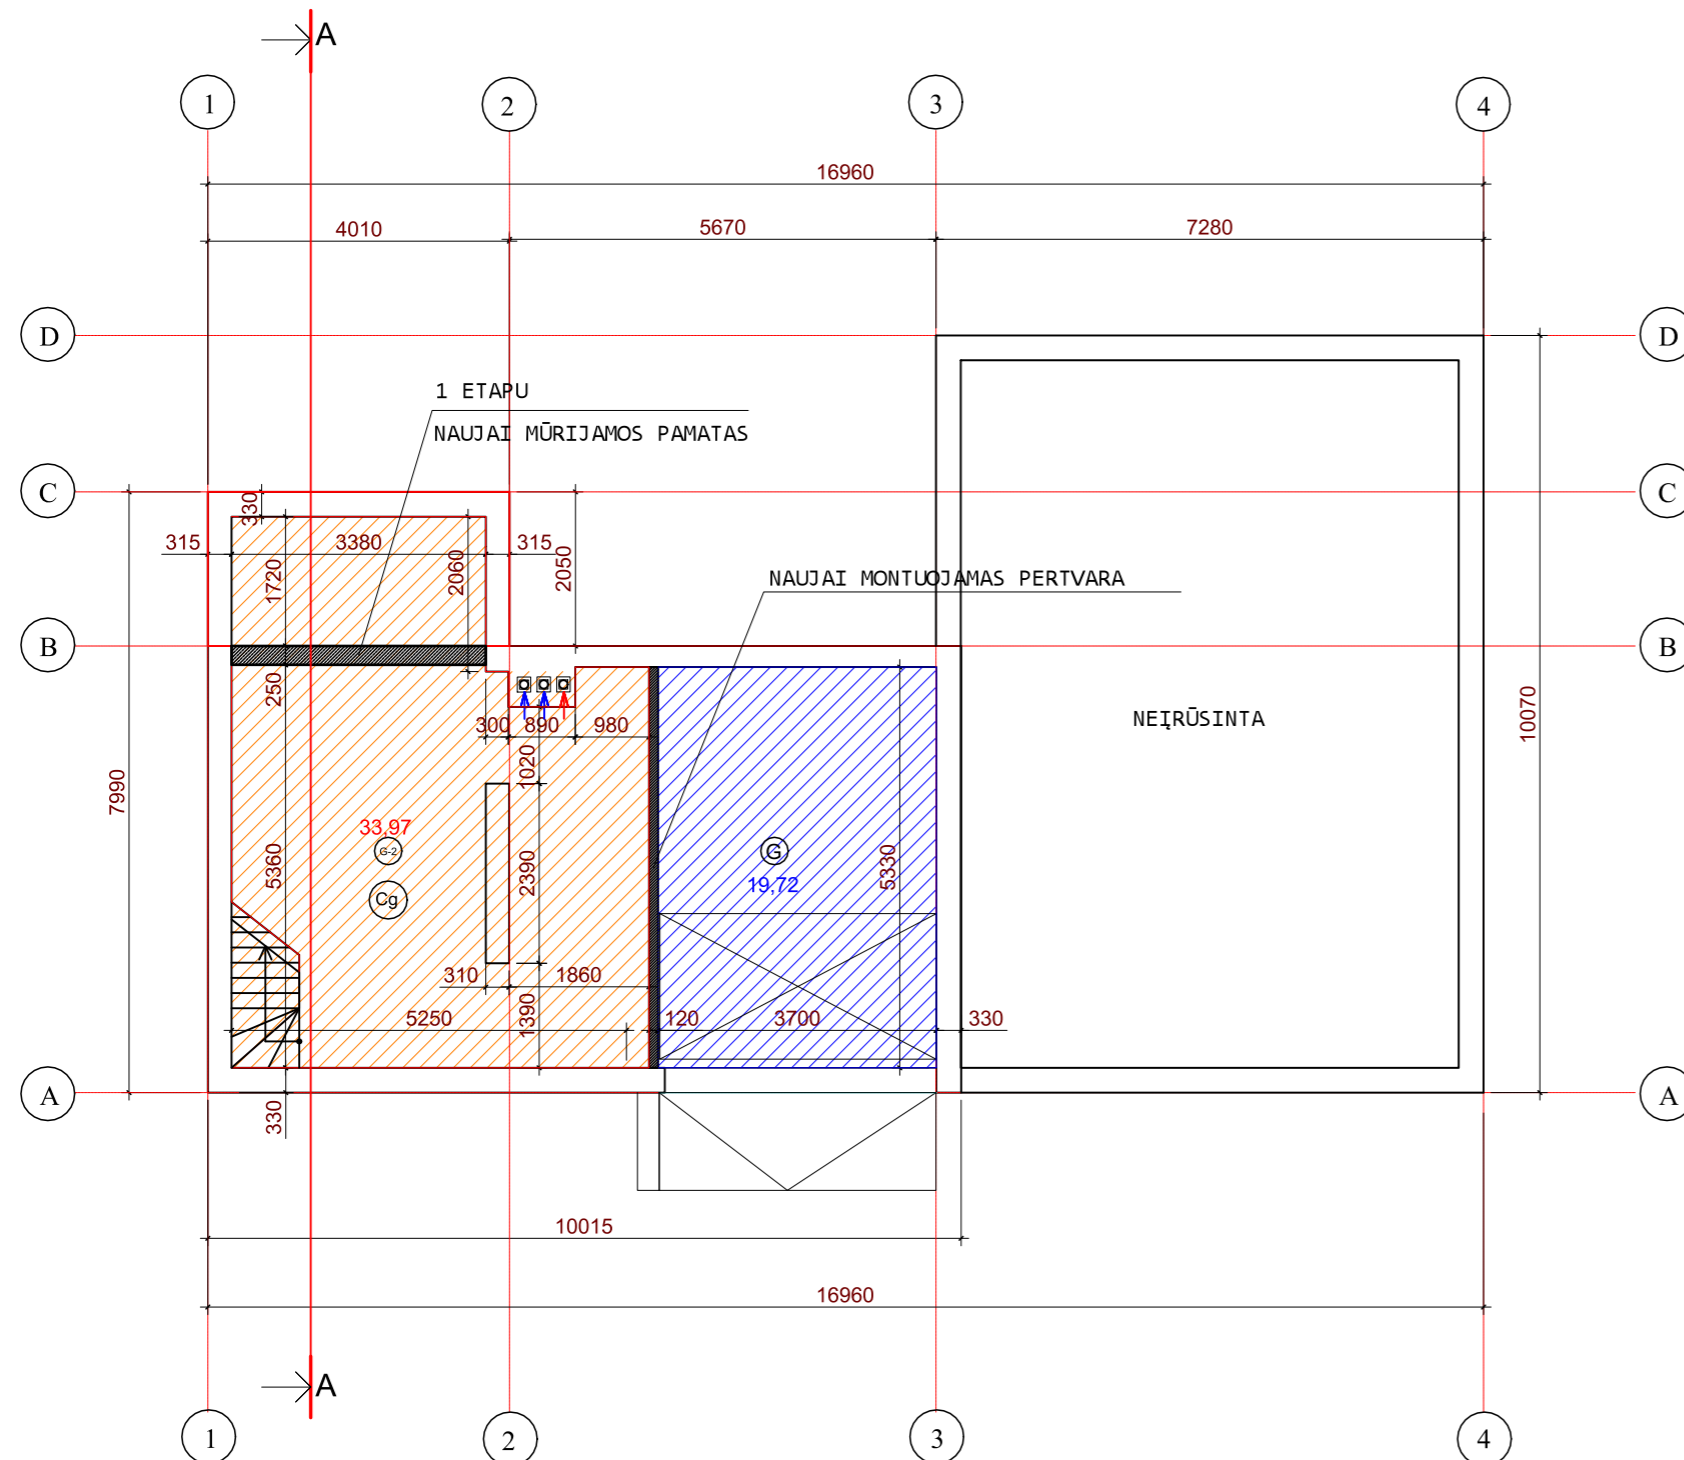 A
1
2
3
4
16960
4010
5670
7280
D
D
1 ETAPU
NAUJAI MŪRIJAMOS PAMATAS
C
C
330
315
3380
315
1720
2060
2050
NAUJAI MONTUOJAMAS PERTVARA
B
B
250
300
890
980
NEĮRŪSINTA
10070
1020
7990
33,97
G-2
G
5360
2390
5330
19,72
Cg
310
1860
1390
5250
120
3700
330
A
A
330
10015
16960
A
1
2
3
4